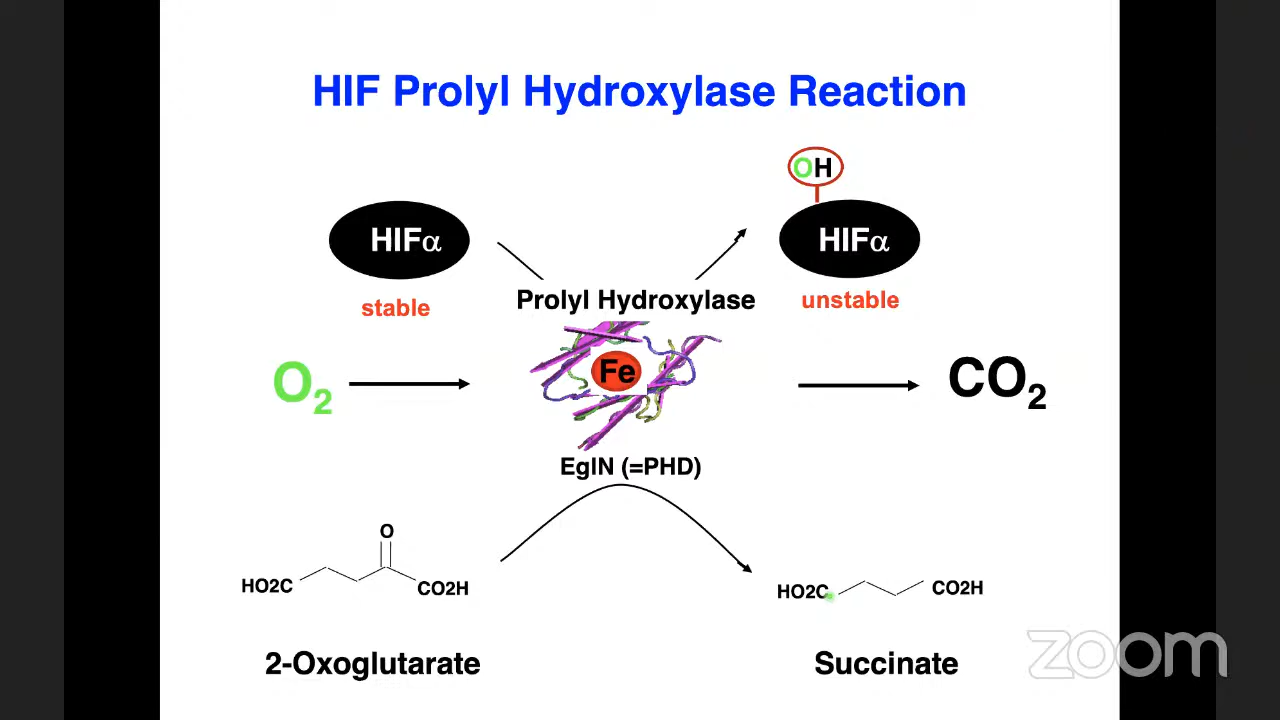 HIF Prolyl Hydroxylase Reaction
OH
HIFα
HIFα
stable
Prolyl Hydroxylase
unstable
O2
Fe
CO2
EglN (=PHD)
O
HO2C
CO2H
HO2C
CO2H
2-Oxoglutarate
Succinate
zoom